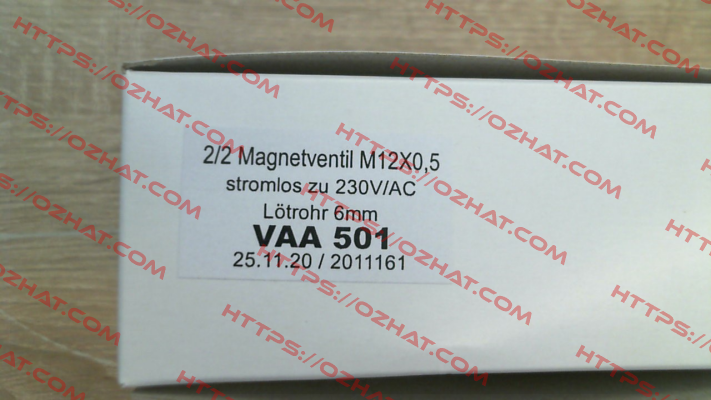 2/2 Magnetventil M12X0,5
stromlos zu 230V/AC
Lötrohr 6mm
VAA 501
25.11.20 / 2011161
HTTPS://OZHAT.COM